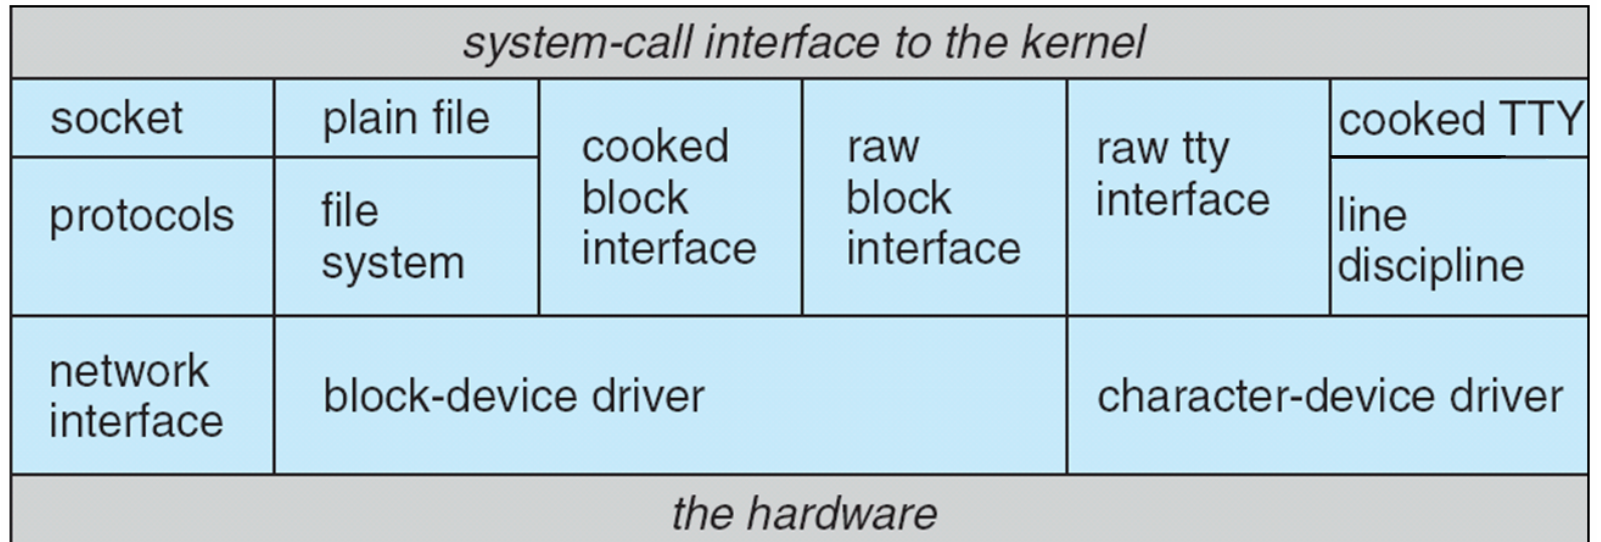 system-call interface to the kernel
socket
plain file
cooked
block
interface
raw
block
interface
raw tty
interface
cooked TTY
protocols
file
system
line
discipline
network
interface
block-device driver
character-device driver
the hardware